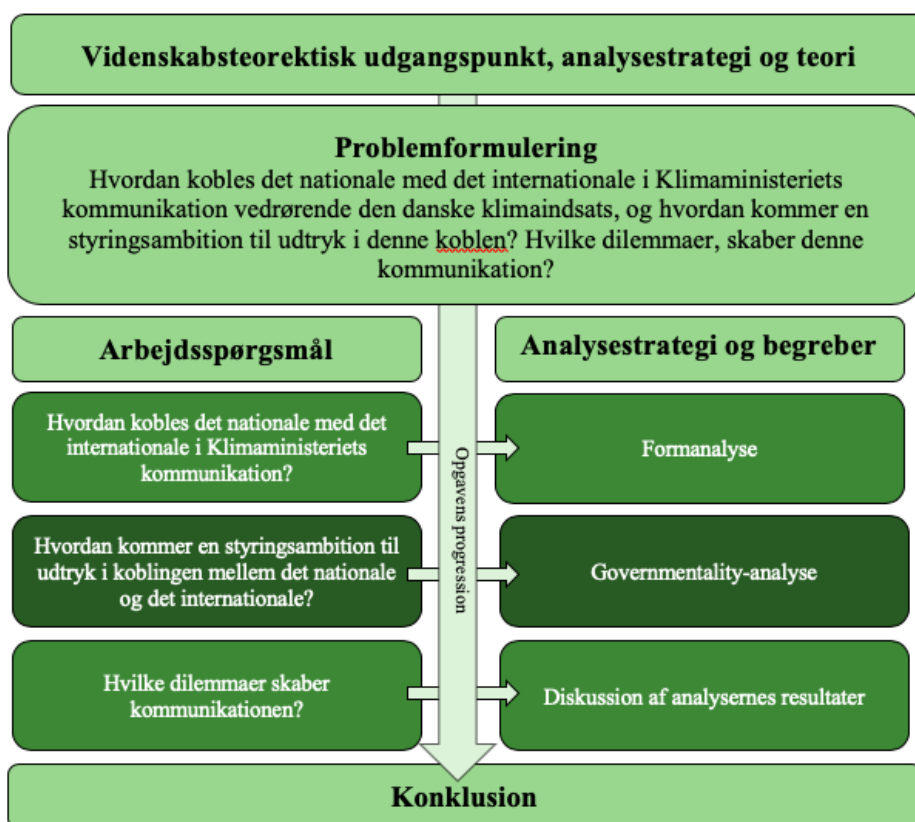 Videnskabsteorektisk udgangspunkt, analysestrategi og teori
Problemformulering
Hvordan kobles det nationale med det internationale i Klimaministeriets
kommunikation vedrørende den danske klimaindsats, og hvordan kommer en
styringsambition til udtryk i denne koblen? Hvilke dilemmaer, skaber denne
kommunikation?
Arbejdsspørgsmål
Analysestrategi og begreber
Hvordan kobles det nationale med det
internationale i Klimaministeriets
kommunikation?
Formanalyse
Opgavens progression
Hvordan kommer en styringsambition til
udtryk i koblingen mellem det nationale
og det internationale?
Governmentality-analyse
Hvilke dilemmaer skaber
kommunikationen?
Diskussion af analysernes resultater
Konklusion